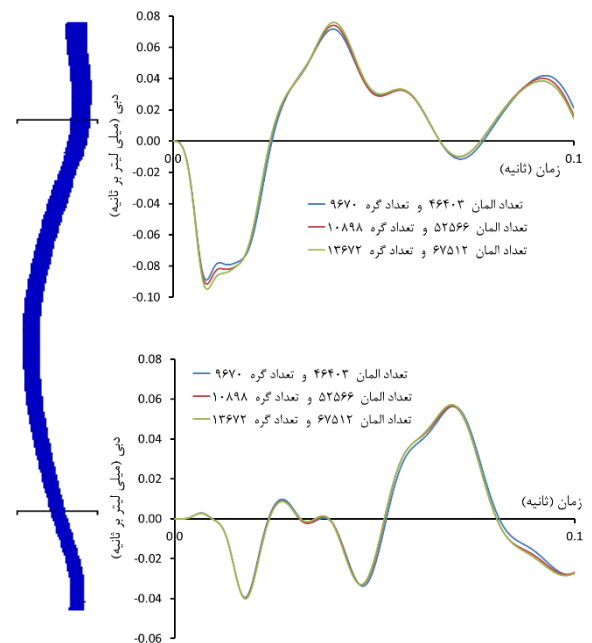 0.08
0.06
0.04
0.02
0.00
-0.02
-0.04
-0.06
-0.08
-0.10
دبی (میلی لیتر بر ثانیه)
0.0
0.1
زمان (ثانیه)
تعداد المان ۴۶۴۰۳ و تعداد گره ۹۶۷۰
تعداد المان ۵۲۵۶۶ و تعداد گره ۱۰۸۹۸
تعداد المان ۶۷۵۱۲ و تعداد گره ۱۳۶۷۲
0.08
0.06
0.04
0.02
0.00
-0.02
-0.04
-0.06
دبی (میلی لیتر بر ثانیه)
تعداد المان ۴۶۴۰۳ و تعداد گره ۹۶۷۰
تعداد المان ۵۲۵۶۶ و تعداد گره ۱۰۸۹۸
تعداد المان ۶۷۵۱۲ و تعداد گره ۱۳۶۷۲
زمان (ثانیه)
0.0
0.1